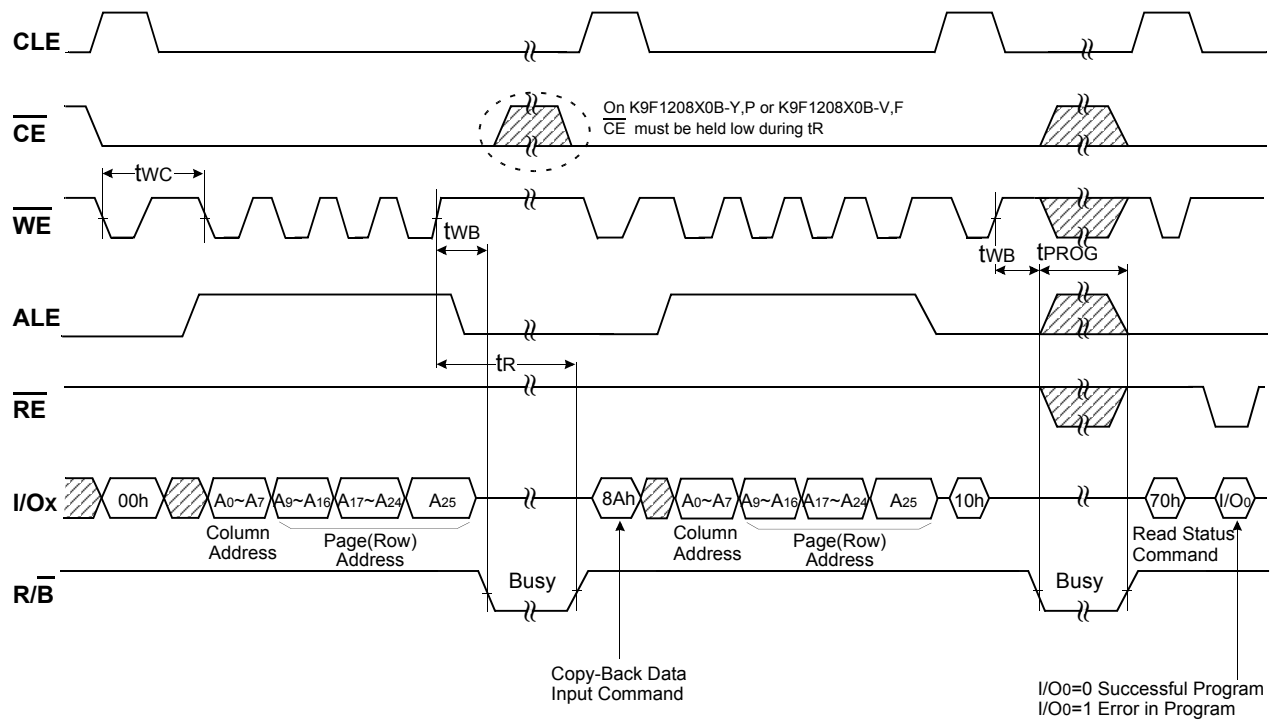 CLE
CE
On K9F1208X0B-Y,P or K9F1208X0B-V,F
CE must be held low during tR
tWC
WE
tWB
tWB
tPROG
ALE
tR
RE
I/Ox
00h
A0~A7
A9~A16
A17~A24
A25
8Ah
A0~A7
A9~A16
A17~A24
A25
10h
70h
I/O0
Column
Address
Page(Row)
Address
Column
Address
Page(Row)
Address
Read Status
Command
R/B
Busy
Busy
Copy-Back Data
Input Command
I/O0=0 Successful Program
I/O0=1 Error in Program